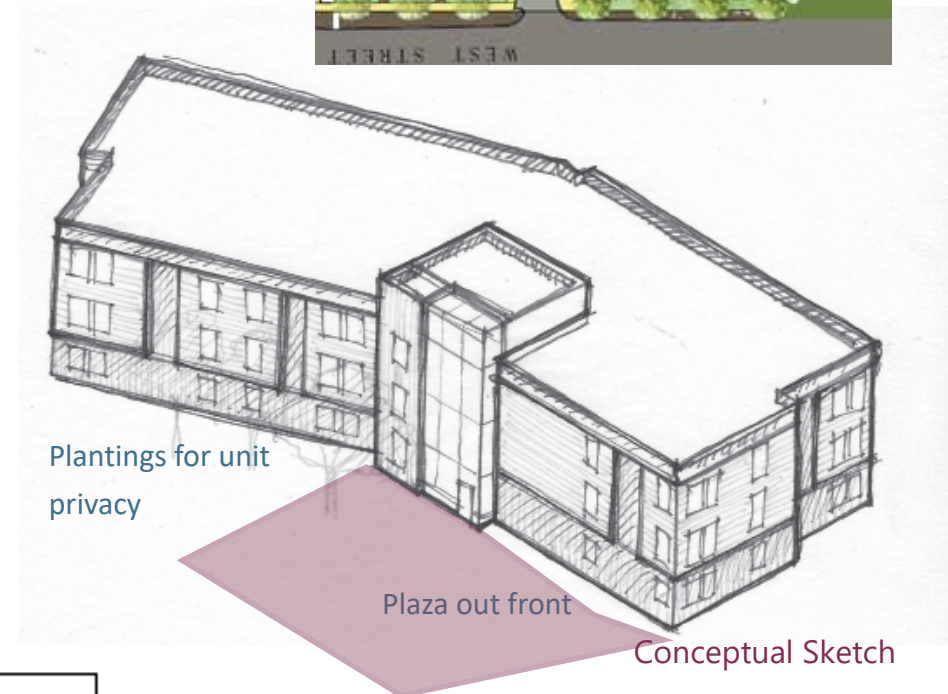 WEST STREET
Plantings for unit
privacy
Plaza out front
Conceptual Sketch